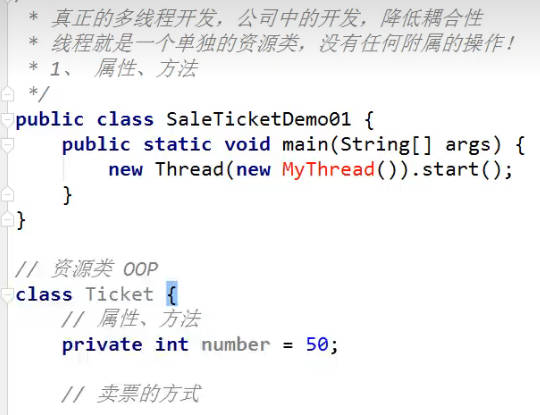 * 真正的多线程开发，公司中的开发，降低耦合性
* 线程就是一个单独的资源类，没有任何附属的操作！
* 1、 属性、方法
*/
public class SaleTicketDemo01 {
public static void main(String[] args) {
new Thread(new MyThread()).start();
}
}
// 资源类 OOP
class Ticket {
// 属性、方法
private int number = 50;
// 卖票的方式